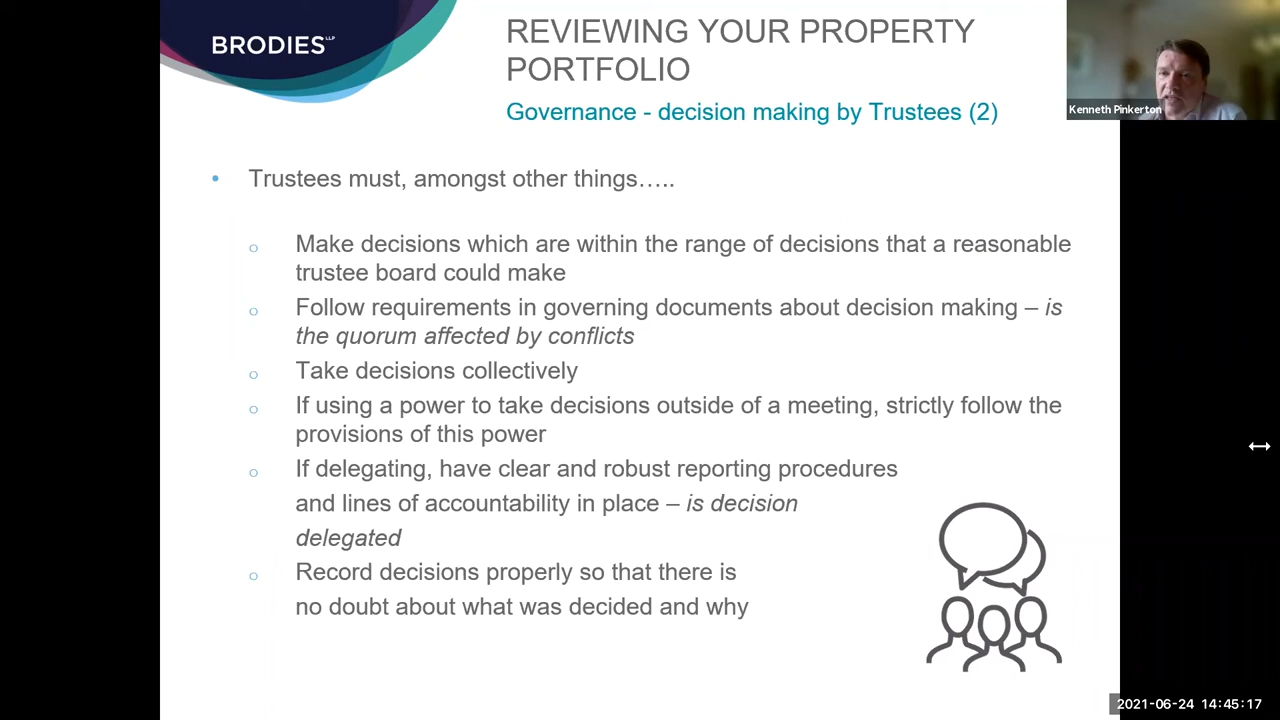 BRODIES LLP
REVIEWING YOUR PROPERTY
PORTFOLIO
Governance - decision making by Trustees (2)
Kenneth Pinkerton
• Trustees must, amongst other things…..
o Make decisions which are within the range of decisions that a reasonable
trustee board could make
o Follow requirements in governing documents about decision making – is
the quorum affected by conflicts
o Take decisions collectively
o If using a power to take decisions outside of a meeting, strictly follow the
provisions of this power
o If delegating, have clear and robust reporting procedures
and lines of accountability in place – is decision
delegated
o Record decisions properly so that there is
no doubt about what was decided and why
2021-06-24 14:45:17